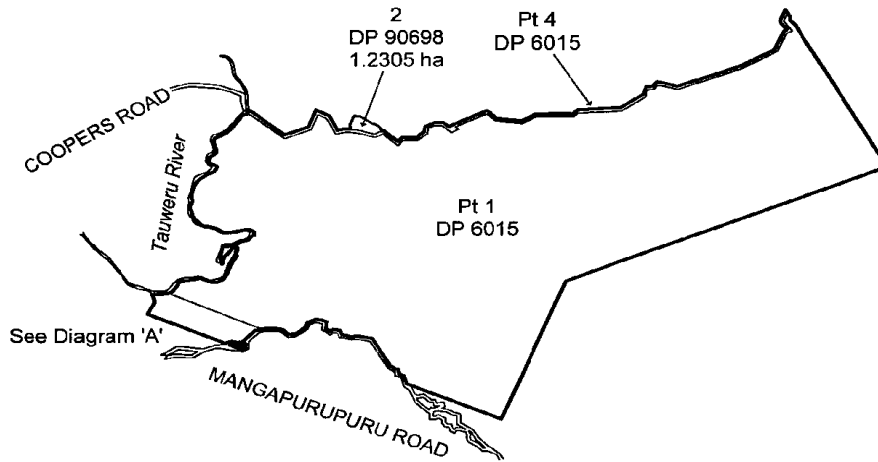 2
DP 90698
1.2305 ha
Pt 4
DP 6015
COOPERS ROAD
Tauweru River
Pt 1
DP 6015
See Diagram 'A'
MANGAPURUPURU ROAD